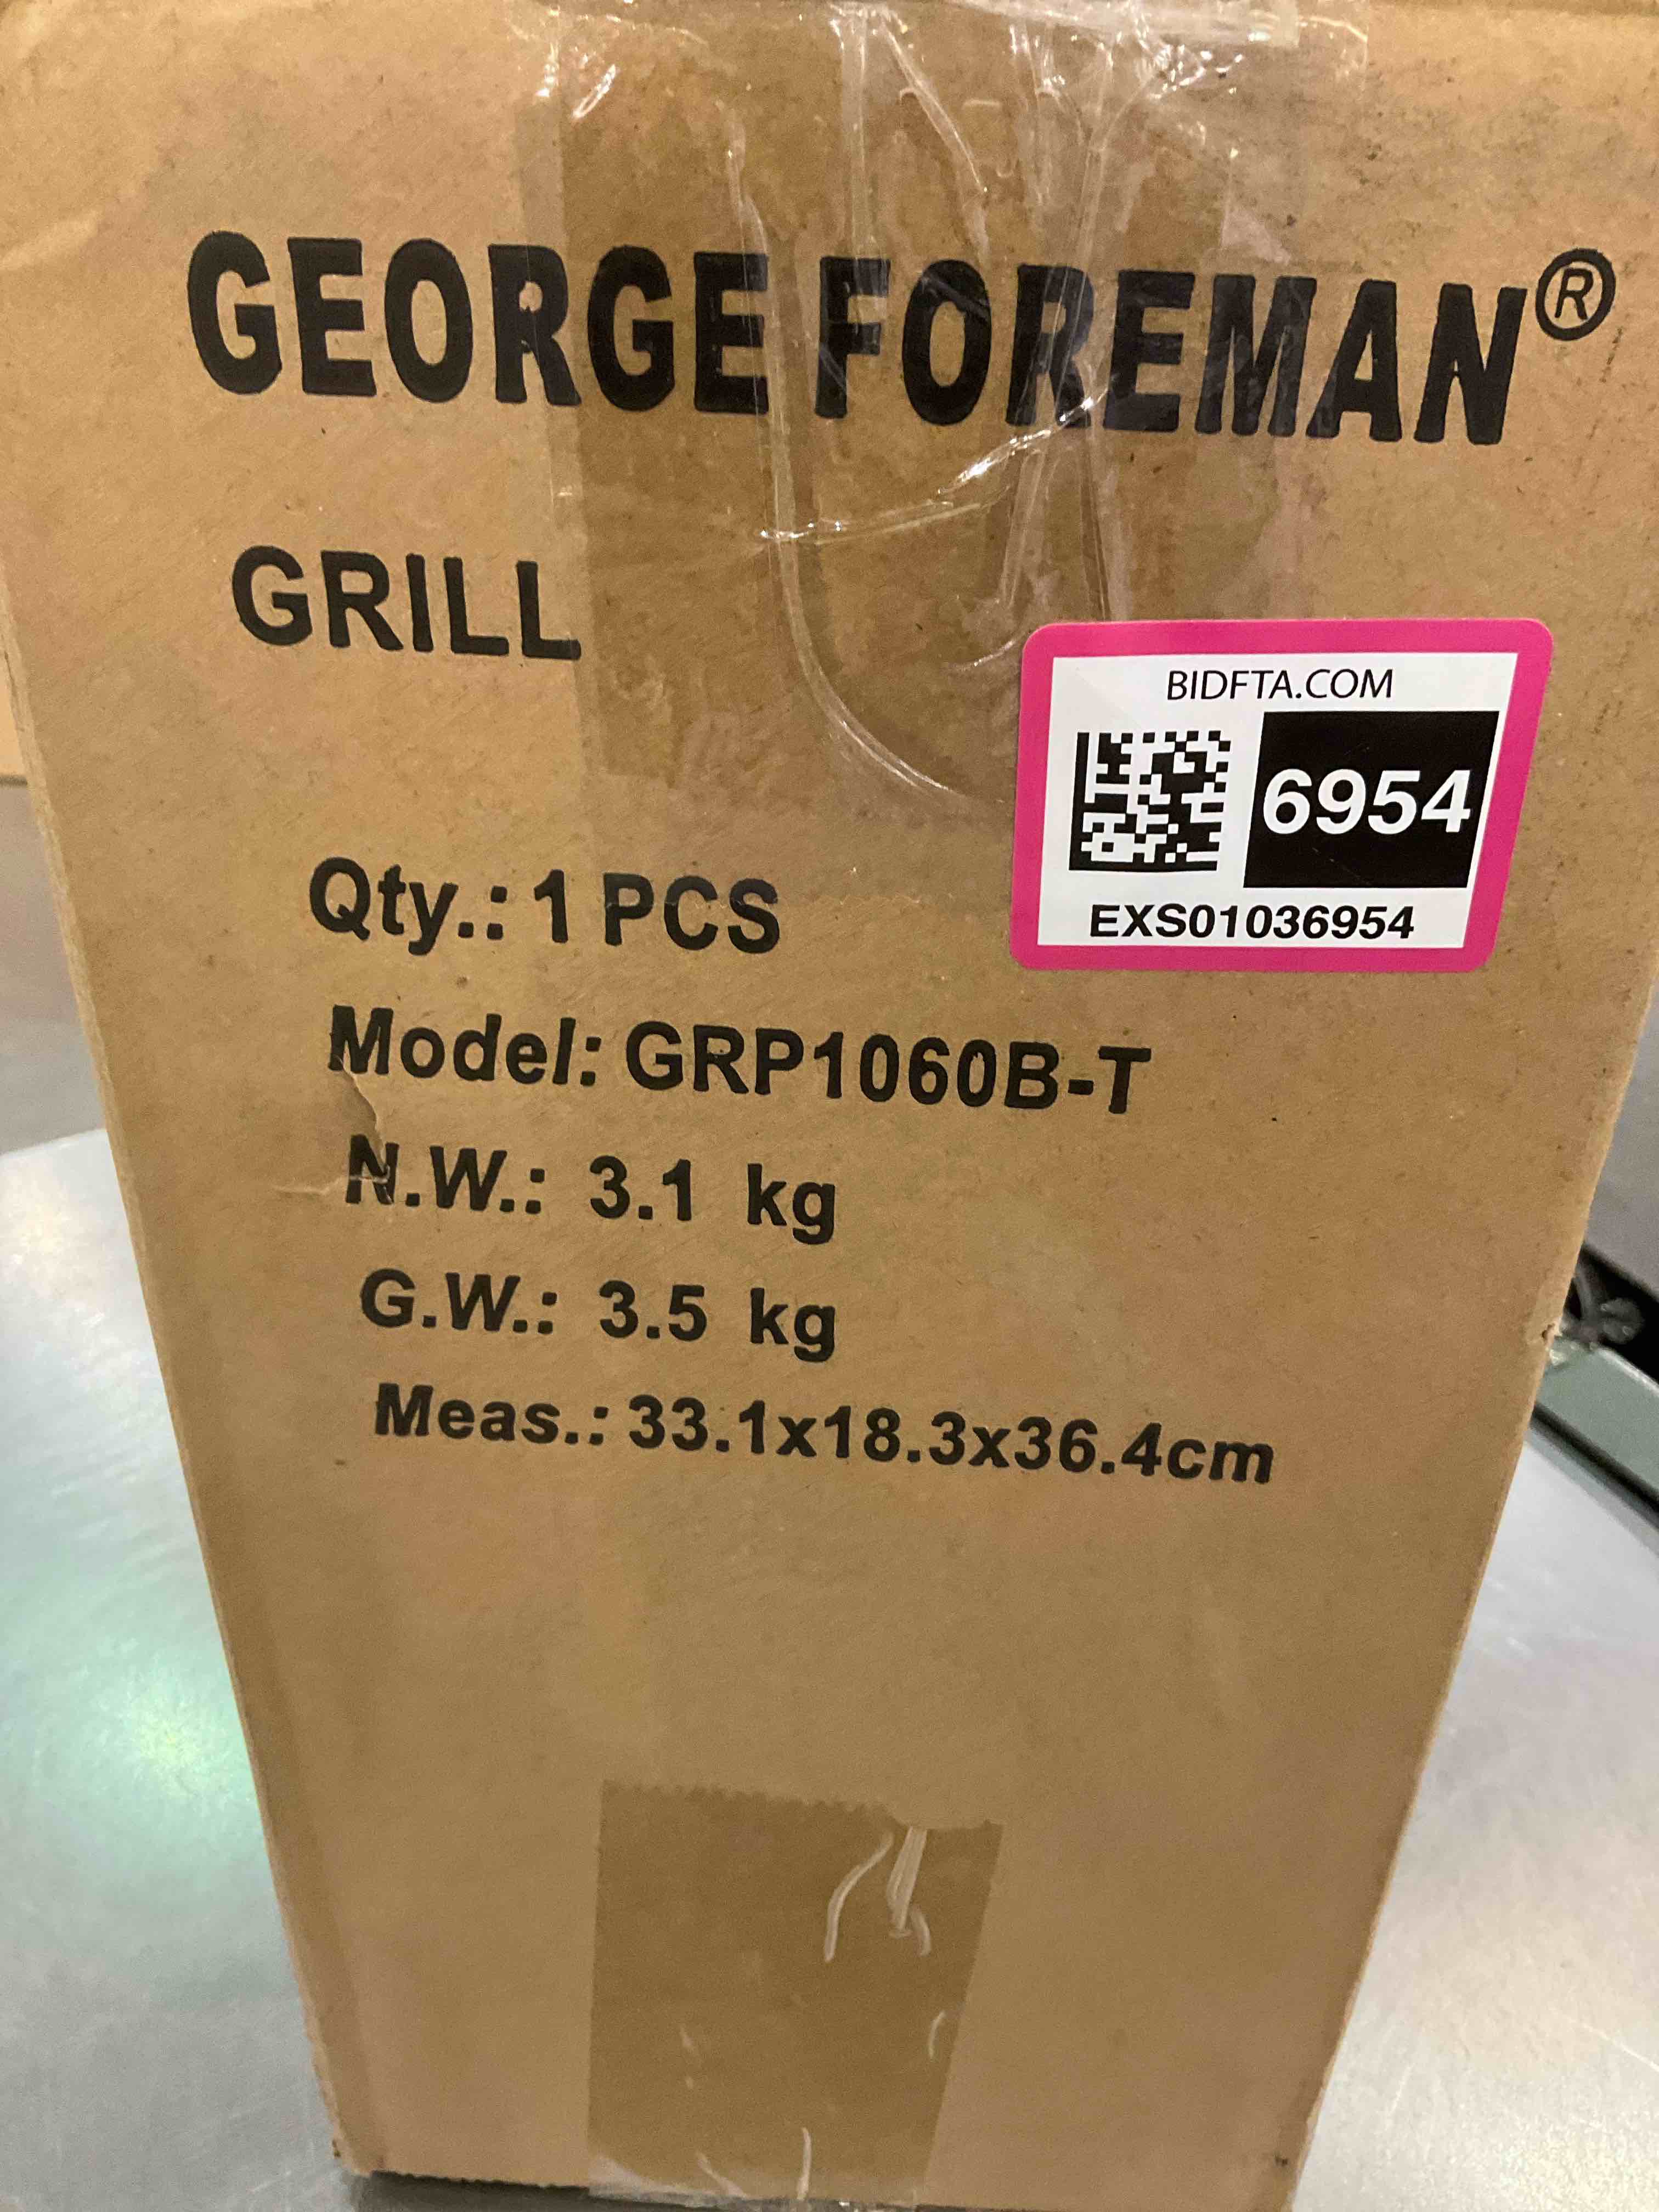 GEORGE FOREMAN®
GRILL
BIDFTA.COM
6954
EXS01036954
Qty.: 1 PCS
Model: GRP1060B-T
N.W.: 3.1 kg
G.W.: 3.5 kg
Meas.: 33.1x18.3x36.4cm